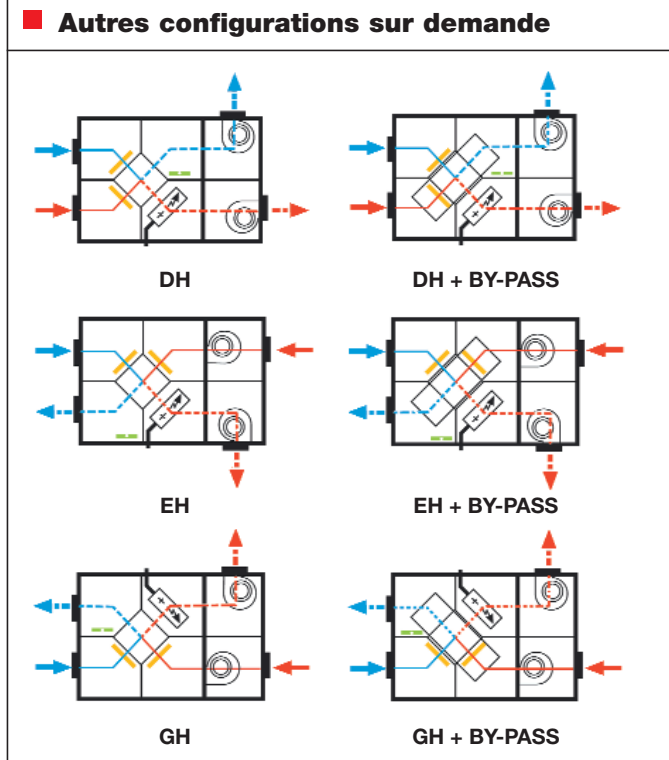 Autres configurations sur demande
DH
DH + BY-PASS
EH
EH + BY-PASS
GH
GH + BY-PASS